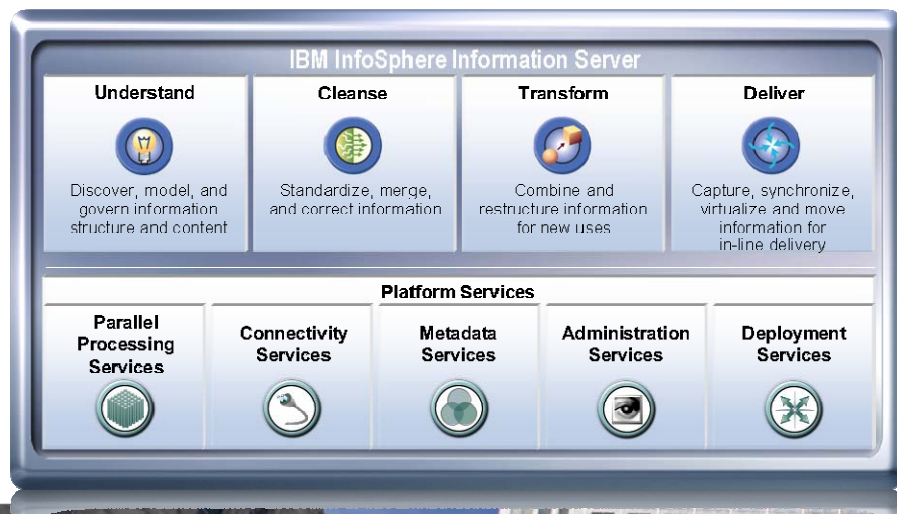 IBM InfoSphere Information Server
Understand
Discover, model, and
govern information
structure and content
Cleanse
Standardize, merge,
and correct information
Transform
Combine and
restructure information
for new uses
Deliver
Capture, synchronize,
virtualize and move
information for
in-line delivery
Platform Services
Parallel
Processing
Services
Connectivity
Services
Metadata
Services
Administration
Services
Deployment
Services